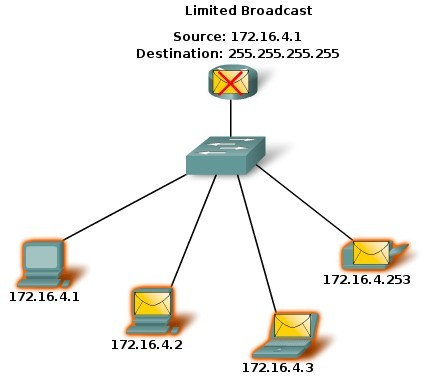 Limited Broadcast
Source: 172.16.4.1
Destination: 255.255.255.255
172.16.4.1
172.16.4.2
172.16.4.3
172.16.4.253